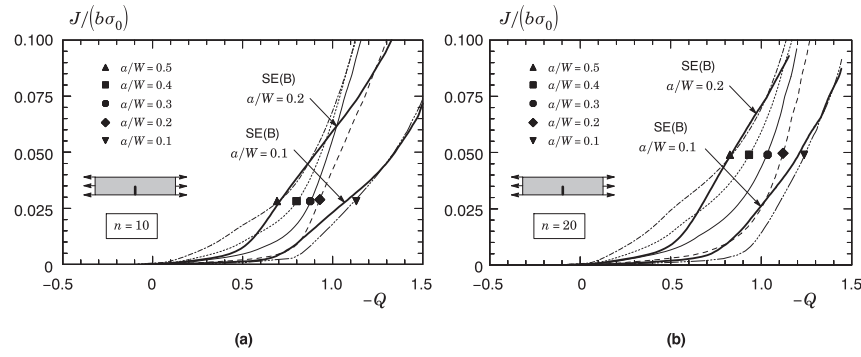 J/(bσ₀)
0.100
0.075
0.050
0.025
0
a/W = 0.5
a/W = 0.4
a/W = 0.3
a/W = 0.2
a/W = 0.1
SE(B)
a/W = 0.2
SE(B)
a/W = 0.1
n = 10
−0.5
0
0.5
1.0
1.5
−Q
(a)
J/(bσ₀)
0.100
0.075
0.050
0.025
0
a/W = 0.5
a/W = 0.4
a/W = 0.3
a/W = 0.2
a/W = 0.1
SE(B)
a/W = 0.2
SE(B)
a/W = 0.1
n = 20
−0.5
0
0.5
1.0
1.5
−Q
(b)